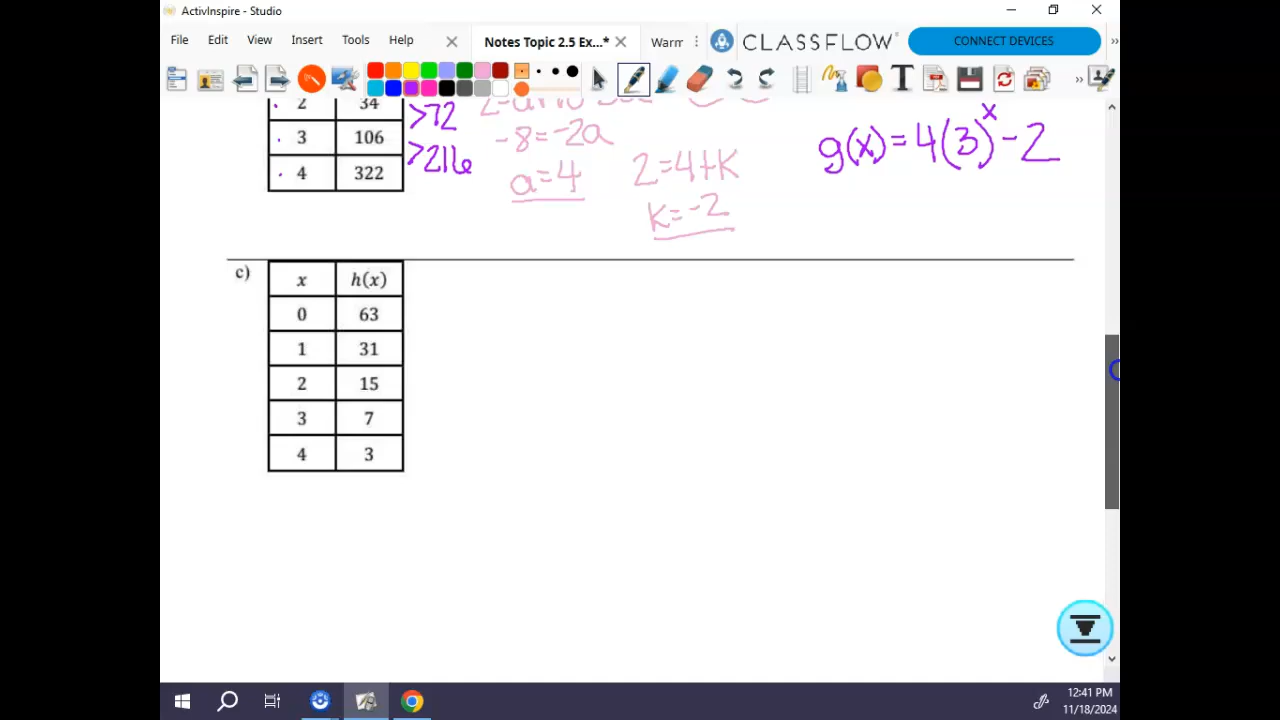 ActivInspire - Studio
File Edit View Insert Tools Help Notes Topic 2.5 Ex...* Warm CLASSFLOW CONNECT DEVICES
2 34 >72
-8=-2a
3 106 >216
4 322 a=4 2=4+K g(x)=4(3)^x-2
k=-2
c) x h(x)
0 63
1 31
2 15
3 7
4 3
12:41 PM
11/18/2024